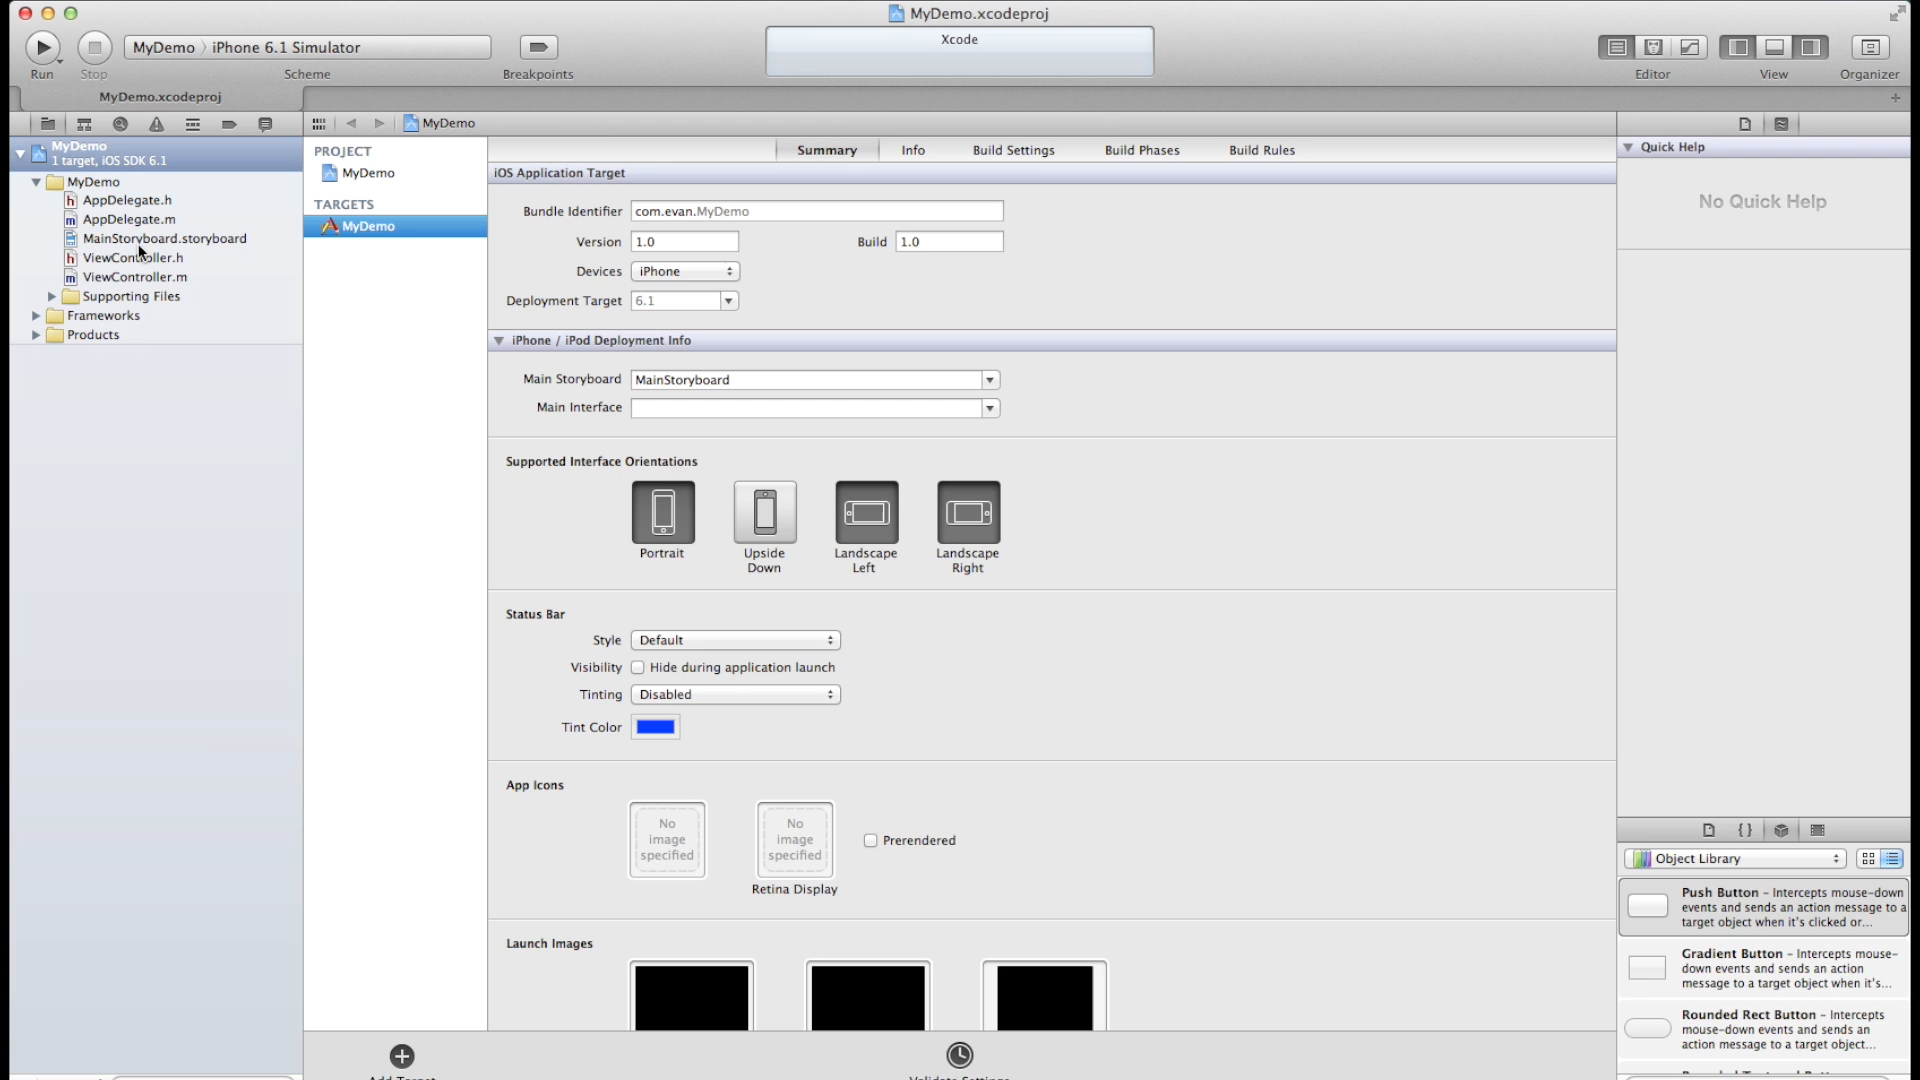 MyDemo.xcodeproj
MyDemo 〉 iPhone 6.1 Simulator
Xcode
Run
Stop
Scheme
Breakpoints
Editor
View
Organizer
MyDemo.xcodeproj
MyDemo
MyDemo
1 target, iOS SDK 6.1
MyDemo
AppDelegate.h
AppDelegate.m
MainStoryboard.storyboard
ViewController.h
ViewController.m
Supporting Files
Frameworks
Products
PROJECT
MyDemo
TARGETS
MyDemo
Summary
Info
Build Settings
Build Phases
Build Rules
iOS Application Target
Bundle Identifier com.evan.MyDemo
Version 1.0 Build 1.0
Devices iPhone
Deployment Target 6.1
iPhone / iPod Deployment Info
Main Storyboard MainStoryboard
Main Interface
Supported Interface Orientations
Portrait
Upside
Down
Landscape
Left
Landscape
Right
Status Bar
Style Default
Visibility Hide during application launch
Tinting Disabled
Tint Color
App Icons
No
image
specified
No
image
specified
Prerendered
Retina Display
Launch Images
Add Target
Validate Settings
Quick Help
No Quick Help
Object Library
Push Button – Intercepts mouse-down
events and sends an action message to a
target object when it's clicked or...
Gradient Button – Intercepts mouse-
down events and sends an action
message to a target object when it's...
Rounded Rect Button – Intercepts
mouse-down events and sends an
action message to a target object...